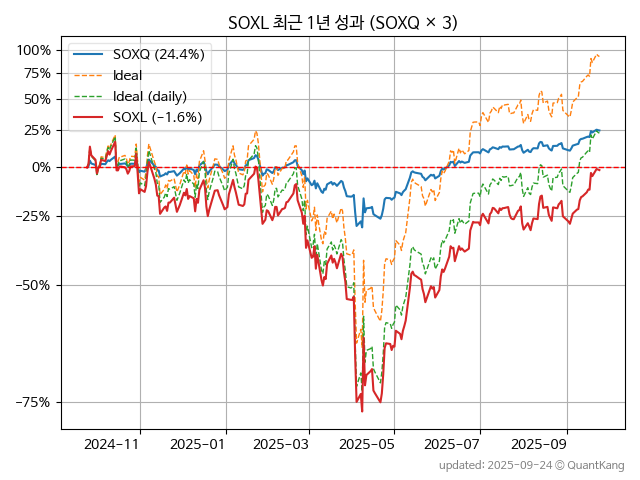 SOXL 최근 1년 성과 (SOXQ × 3)
SOXQ (24.4%)
Ideal
Ideal (daily)
SOXL (−1.6%)
100%
75%
50%
25%
0%
−25%
−50%
−75%
2024-11
2025-01
2025-03
2025-05
2025-07
2025-09
updated: 2025-09-24 © QuantKang